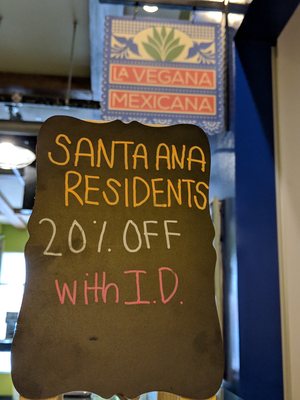 LA VEGANA
MEXICANA
SANTA ANA
RESIDENTS
20% OFF
with I.D.